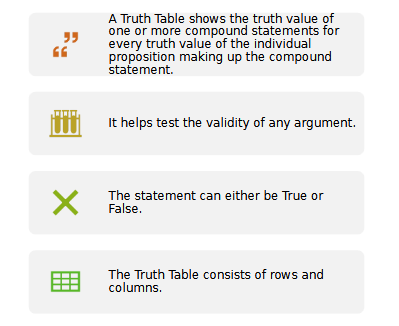 A Truth Table shows the truth value of
one or more compound statements for
every truth value of the individual
proposition making up the compound
statement.
It helps test the validity of any argument.
The statement can either be True or
False.
The Truth Table consists of rows and
columns.